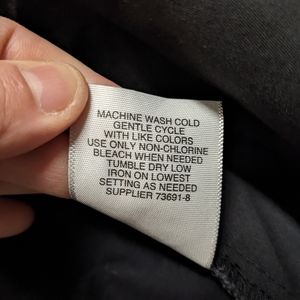 MACHINE WASH COLD
GENTLE CYCLE
WITH LIKE COLORS
USE ONLY NON-CHLORINE
BLEACH WHEN NEEDED
TUMBLE DRY LOW
IRON ON LOWEST
SETTING AS NEEDED
SUPPLIER 73691-8